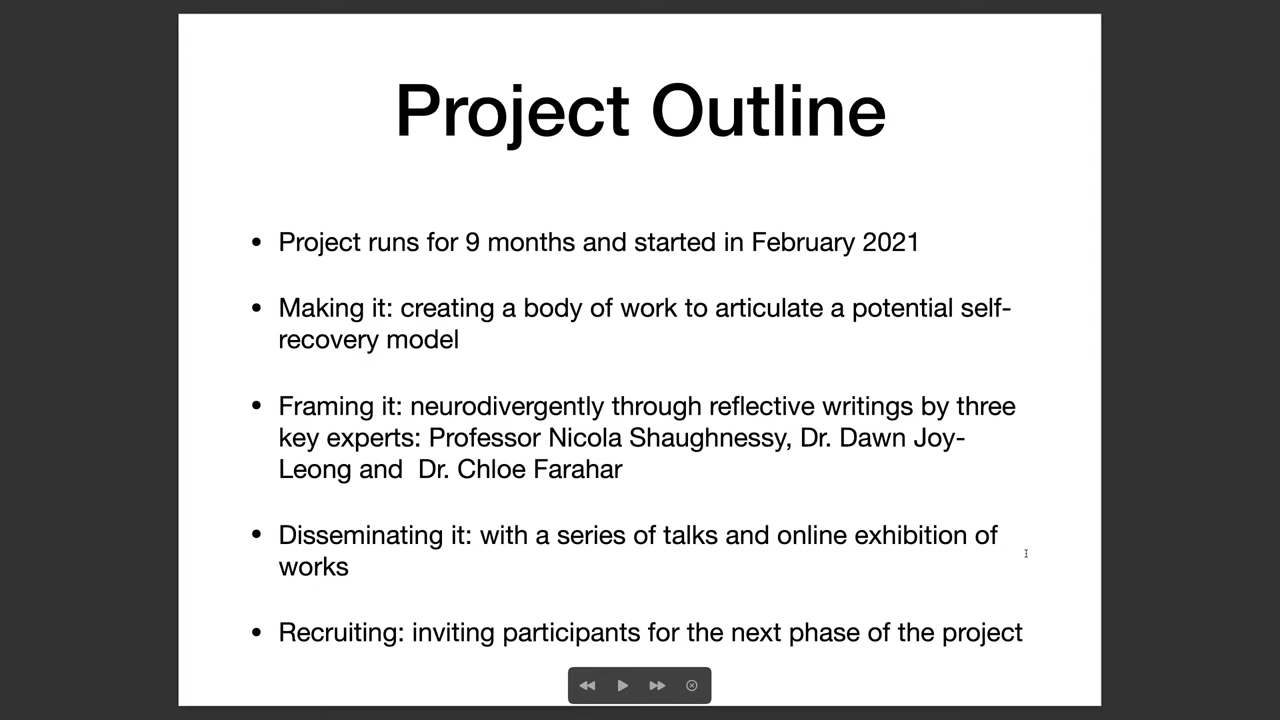 Project Outline
• Project runs for 9 months and started in February 2021
• Making it: creating a body of work to articulate a potential self-
recovery model
• Framing it: neurodivergently through reflective writings by three
key experts: Professor Nicola Shaughnessy, Dr. Dawn Joy-
Leong and  Dr. Chloe Farahar
• Disseminating it: with a series of talks and online exhibition of
works
• Recruiting: inviting participants for the next phase of the project